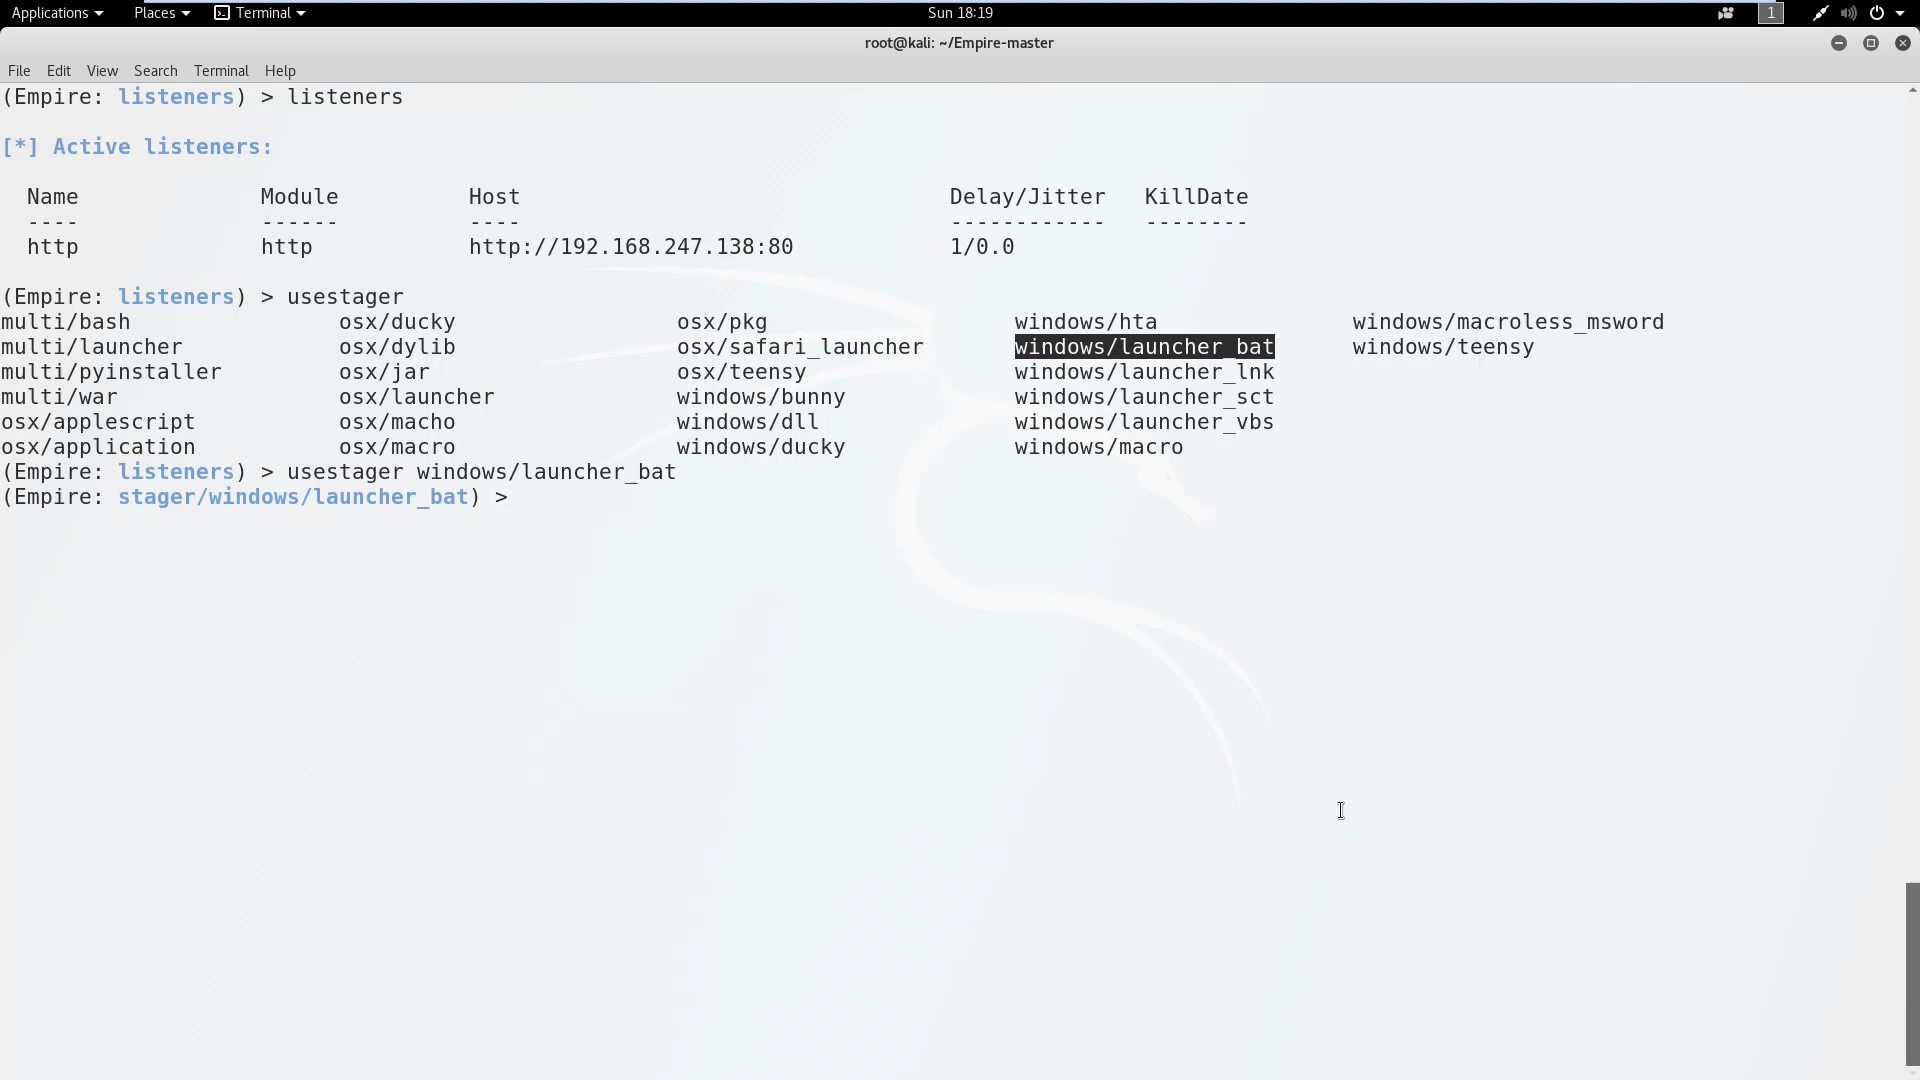 Applications Places Terminal Sun 18:19 1
root@kali: ~/Empire-master
File Edit View Search Terminal Help
(Empire: listeners) > listeners
[*] Active listeners:
Name Module Host Delay/Jitter KillDate
---- ------ ---- ------------ --------
http http http://192.168.247.138:80 1/0.0
(Empire: listeners) > usestager
multi/bash osx/ducky osx/pkg windows/hta windows/macroless_msword
multi/launcher osx/dylib osx/safari_launcher windows/launcher_bat windows/teensy
multi/pyinstaller osx/jar osx/teensy windows/launcher_lnk
multi/war osx/launcher windows/bunny windows/launcher_sct
osx/applescript osx/macho windows/dll windows/launcher_vbs
osx/application osx/macro windows/ducky windows/macro
(Empire: listeners) > usestager windows/launcher_bat
(Empire: stager/windows/launcher_bat) >